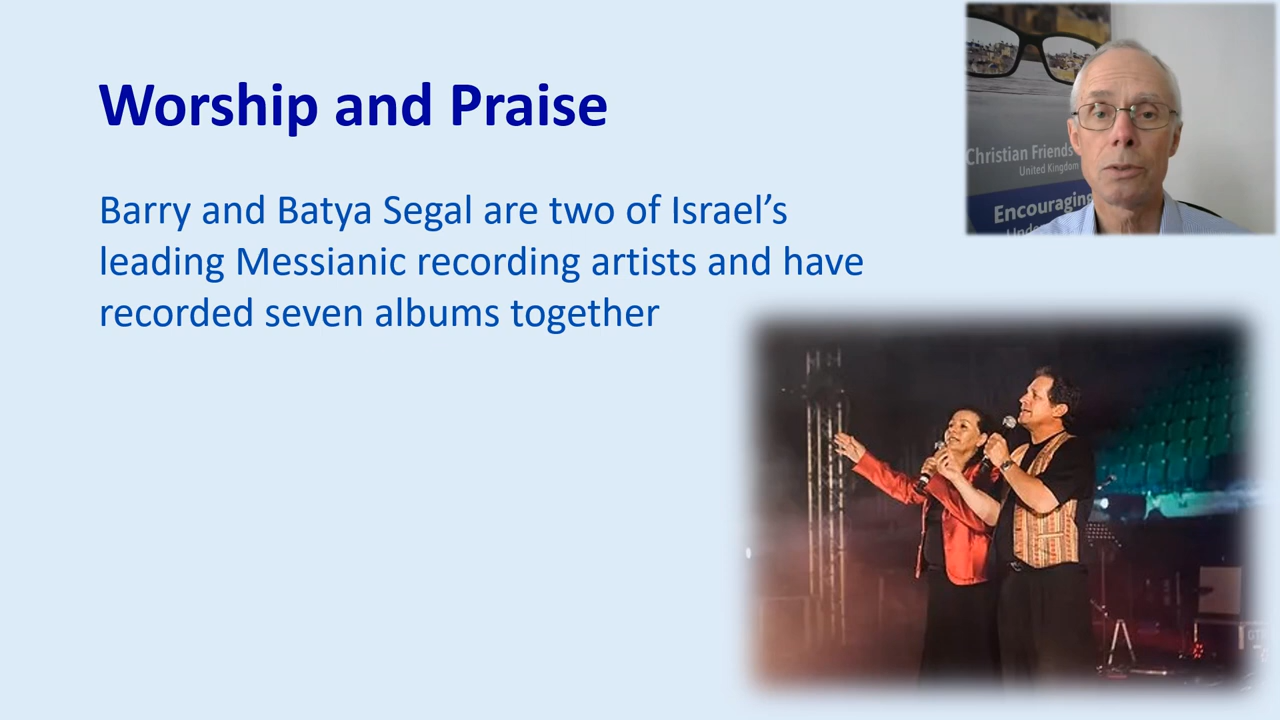 Worship and Praise
Barry and Batya Segal are two of Israel's
leading Messianic recording artists and have
recorded seven albums together
Christian Friends
United Kingdom
Encouraging